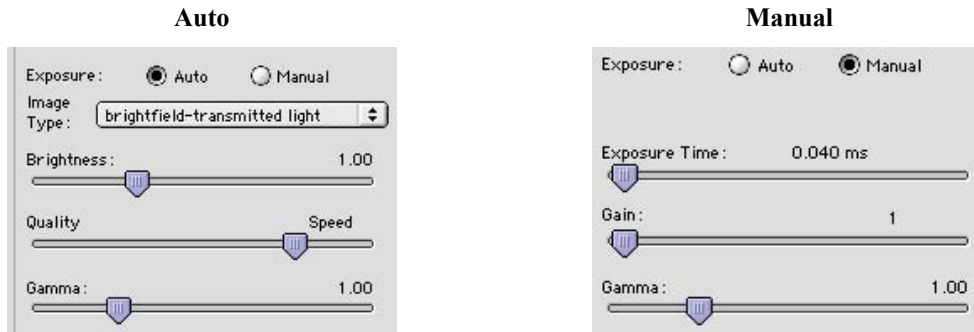 Auto
Exposure: Auto Manual
Image
Type: brightfield-transmitted light
Brightness: 1.00
Quality Speed
Gamma: 1.00
Manual
Exposure: Auto Manual
Exposure Time: 0.040 ms
Gain: 1
Gamma: 1.00